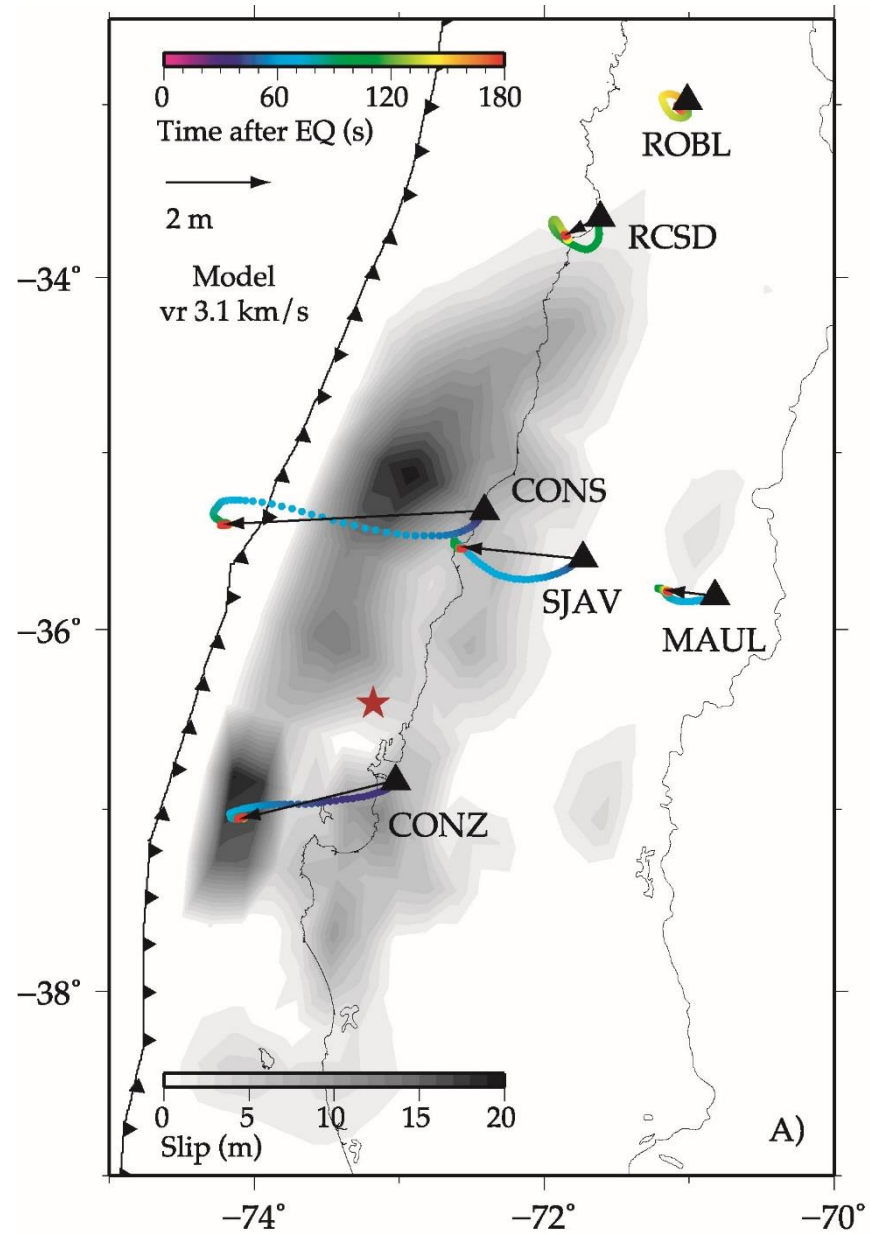 0 60 120 180
Time after EQ (s)
2 m
Model
vr 3.1 km/s
ROBL
RCSD
−34°
CONS
SJAV
MAUL
−36°
CONZ
−38°
0 5 10 15 20
Slip (m)
A)
−74° −72° −70°